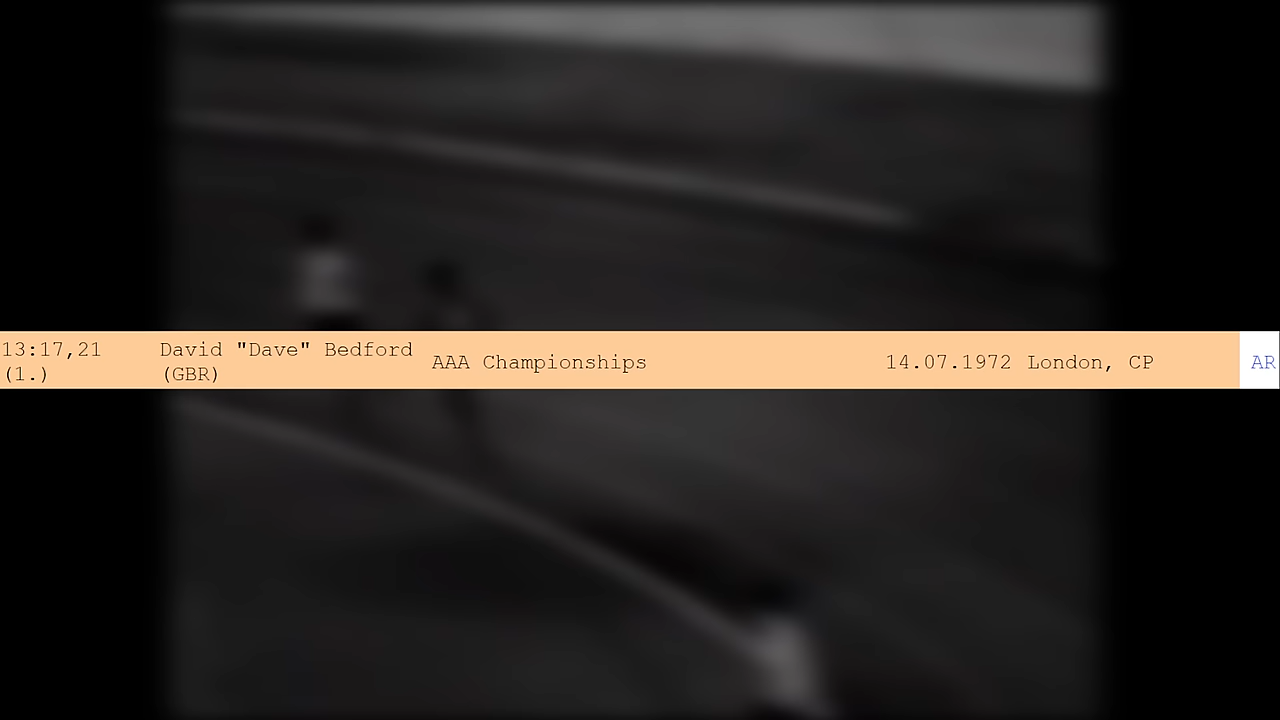 13:17,21
(1.)
David "Dave" Bedford
(GBR)
AAA Championships
14.07.1972 London, CP
AR